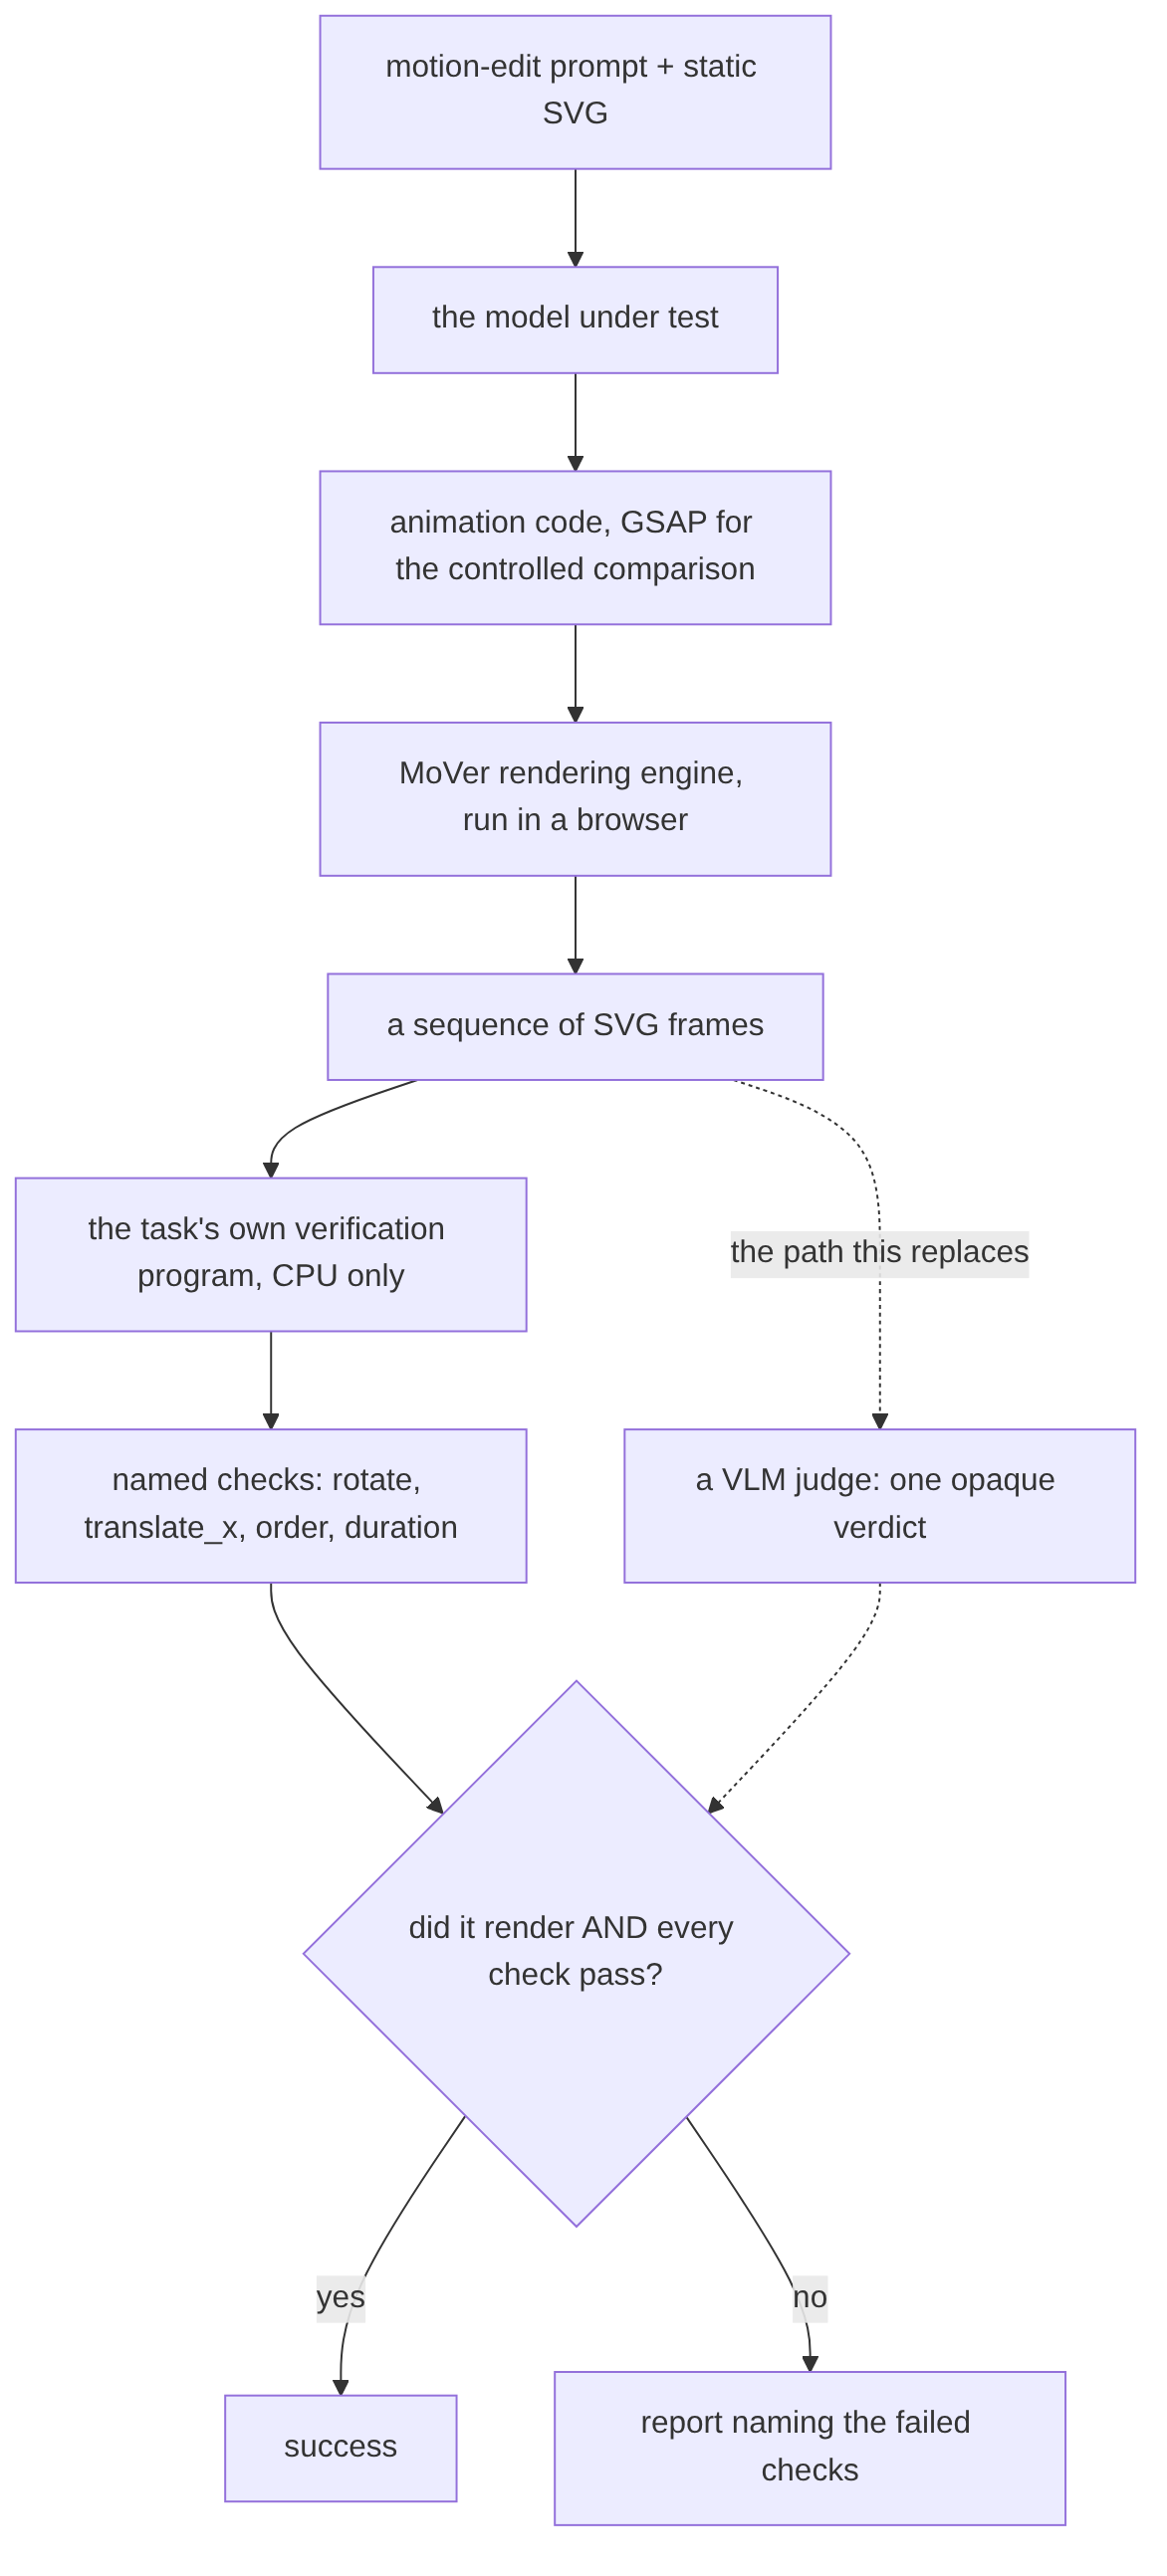 motion-edit prompt + static
SVG
the model under test
animation code, GSAP for
the controlled comparison
MoVer rendering engine,
run in a browser
a sequence of SVG frames
the task's own verification
program, CPU only
the path this replaces
named checks: rotate,
translate_x, order, duration
a VLM judge: one opaque
verdict
did it render AND every
check pass?
yes
no
success
report naming the failed
checks